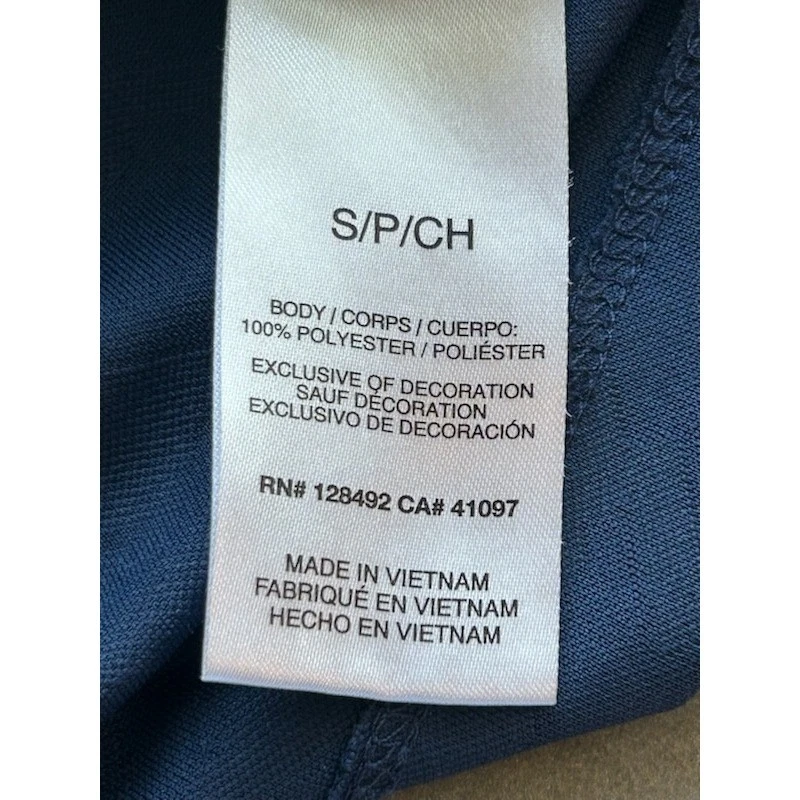 S/P/CH
BODY / CORPS / CUERPO:
100% POLYESTER / POLIÉSTER
EXCLUSIVE OF DECORATION
SAUF DÉCORATION
EXCLUSIVO DE DECORACIÓN
RN# 128492 CA# 41097
MADE IN VIETNAM
FABRIQUÉ EN VIETNAM
HECHO EN VIETNAM